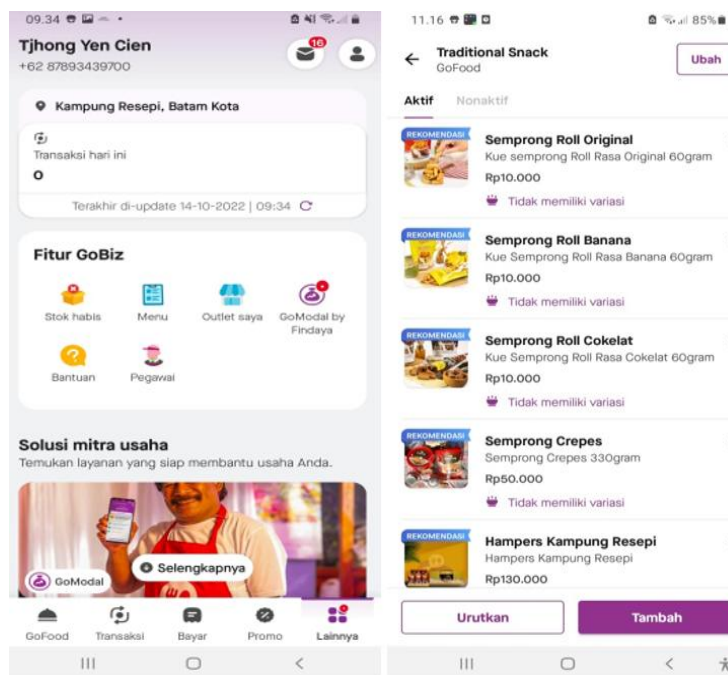 09.34
Tjhong Yen Cien
+62 87893439700
16
Kampung Resepi, Batam Kota
Transaksi hari ini
0
Terakhir di-update 14-10-2022 | 09:34
Fitur GoBiz
Stok habis
Menu
Outlet saya
GoModal by
Findaya
Bantuan
Pegawai
Solusi mitra usaha
Temukan layanan yang siap membantu usaha Anda.
GoModal
Selengkapnya
GoFood
Transaksi
Bayar
Promo
Lainnya
11.16
85%
Traditional Snack
GoFood
Ubah
Aktif
Nonaktif
REKOMENDASI
Semprong Roll Original
Kue semprong Roll Rasa Original 60gram
Rp10.000
Tidak memiliki variasi
REKOMENDASI
Semprong Roll Banana
Kue Semprong Roll Rasa Banana 60gram
Rp10.000
Tidak memiliki variasi
REKOMENDASI
Semprong Roll Cokelat
Kue Semprong Roll Rasa Cokelat 60gram
Rp10.000
Tidak memiliki variasi
REKOMENDASI
Semprong Crepes
Semprong Crepes 330gram
Rp50.000
Tidak memiliki variasi
REKOMENDASI
Hampers Kampung Resepi
Hampers Kampung Resepi
Rp130.000
Urutkan
Tambah